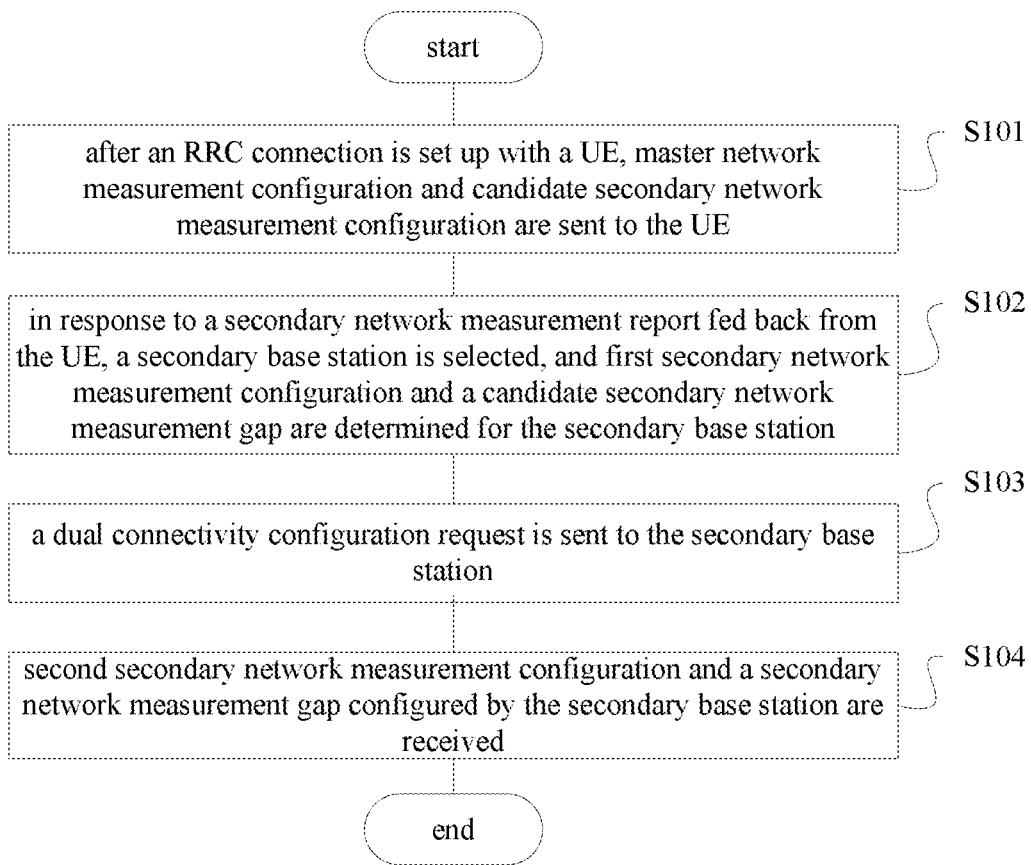 start
S101
after an RRC connection is set up with a UE, master network
measurement configuration and candidate secondary network
measurement configuration are sent to the UE
S102
in response to a secondary network measurement report fed back from
the UE, a secondary base station is selected, and first secondary network
measurement configuration and a candidate secondary network
measurement gap are determined for the secondary base station
S103
a dual connectivity configuration request is sent to the secondary base
station
S104
second secondary network measurement configuration and a secondary
network measurement gap configured by the secondary base station are
received
end